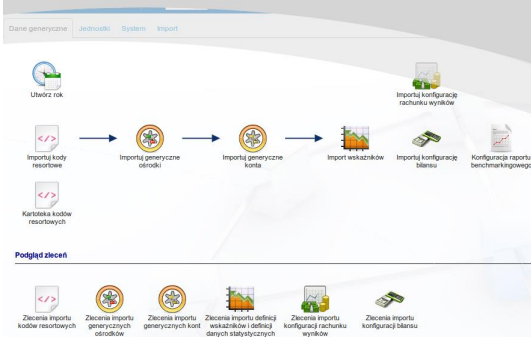 Dane generyczne Jednostki System Import
Utwórz rok
Importuj konfigurację
rachunku wyników
Importuj kody
resortowe
Importuj generyczne
ośrodki
Importuj generyczne
konta
Import wskaźników
Importuj konfigurację
bilansu
Konfiguracja raportu
benchmarkingowego
Kartoteka kodów
resortowych
Podgląd zleceń
Zlecenia importu
kodów resortowych
Zlecenia importu
generycznych
ośrodków
Zlecenia importu
generycznych kont
Zlecenia importu definicji
wskaźników i definicji
danych statystycznych
Zlecenia importu
konfiguracji rachunku
wyników
Zlecenia importu
konfiguracji bilansu